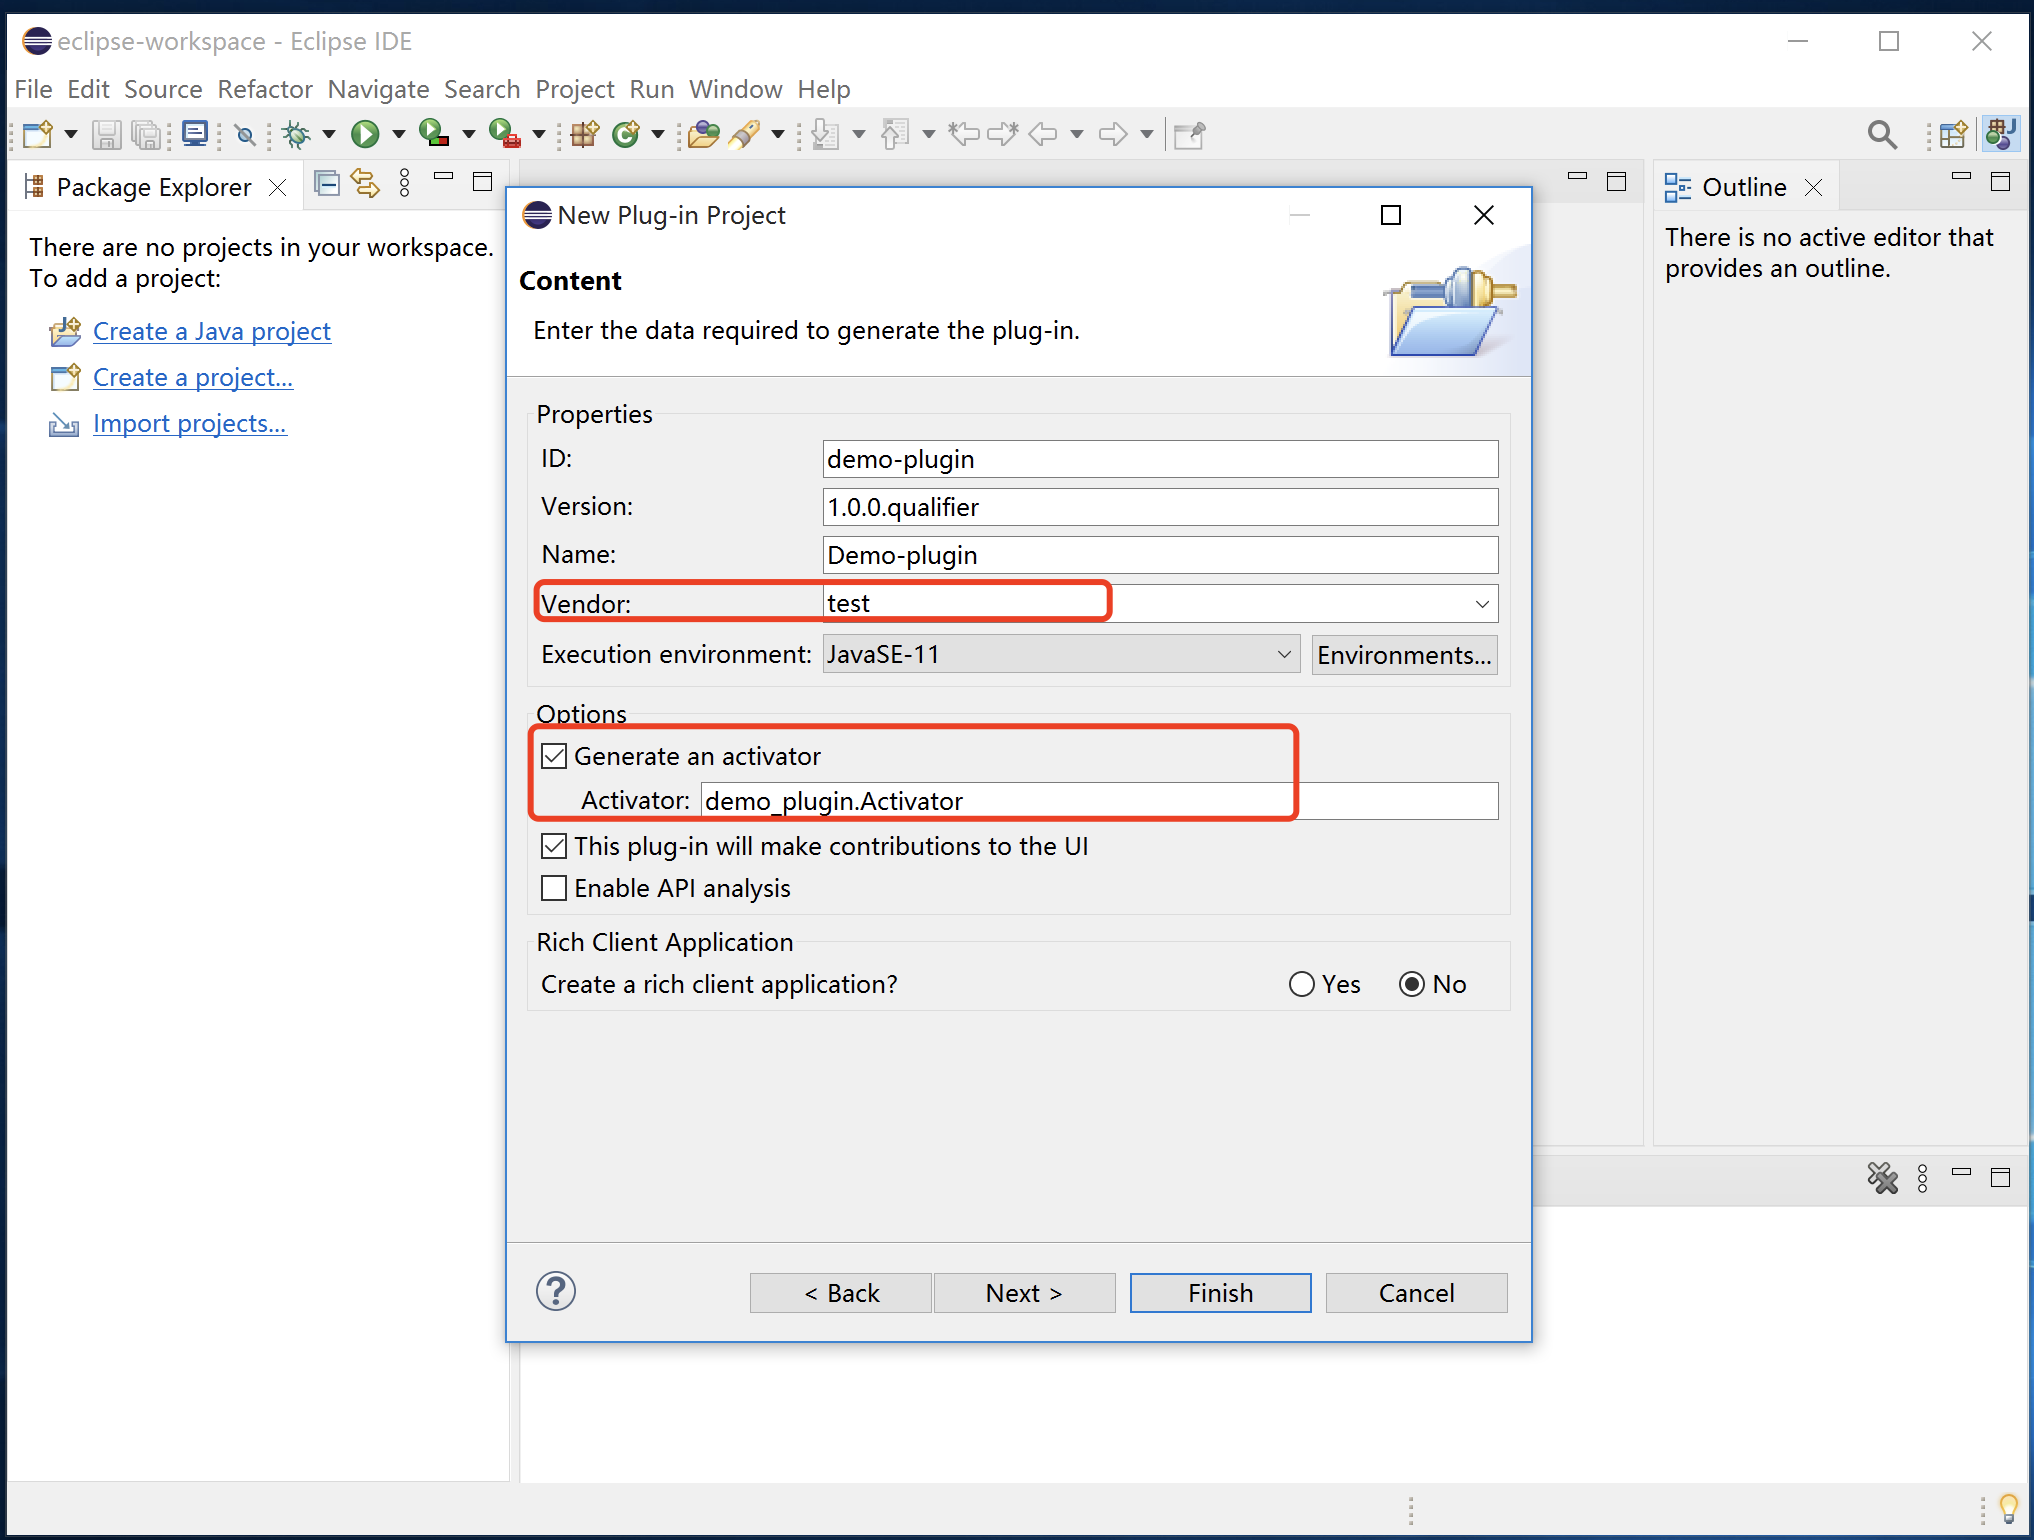 eclipse-workspace - Eclipse IDE
File Edit Source Refactor Navigate Search Project Run Window Help
Package Explorer
There are no projects in your workspace.
To add a project:
Create a Java project
Create a project...
Import projects...
New Plug-in Project
Content
Enter the data required to generate the plug-in.
Properties
ID: demo-plugin
Version: 1.0.0.qualifier
Name: Demo-plugin
Vendor: test
Execution environment: JavaSE-11 Environments...
Options
Generate an activator
Activator: demo_plugin.Activator
This plug-in will make contributions to the UI
Enable API analysis
Rich Client Application
Create a rich client application? Yes No
< Back Next > Finish Cancel
Outline
There is no active editor that
provides an outline.